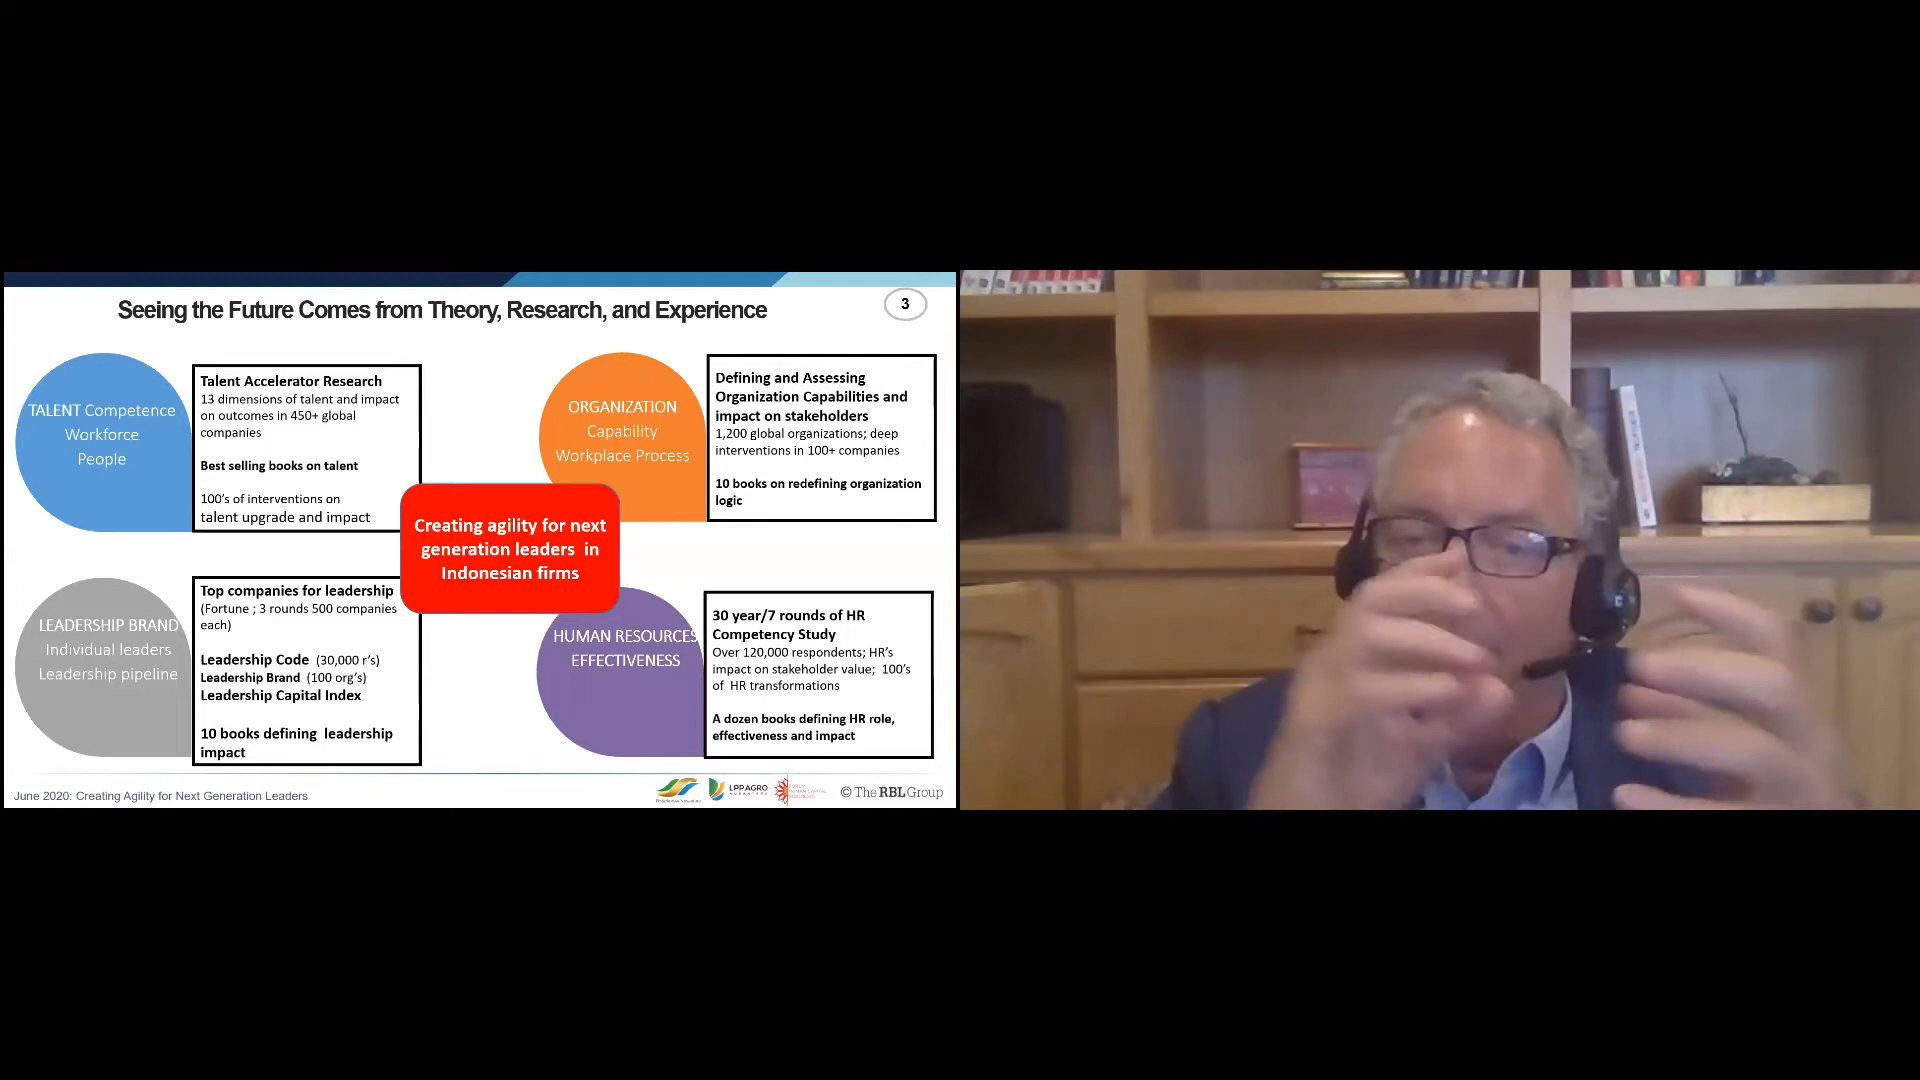 Seeing the Future Comes from Theory, Research, and Experience
3
TALENT Competence
Workforce
People
Talent Accelerator Research
13 dimensions of talent and impact
on outcomes in 450+ global
companies
Best selling books on talent
100's of interventions on
talent upgrade and impact
ORGANIZATION
Capability
Workplace Process
Defining and Assessing
Organization Capabilities and
impact on stakeholders
1,200 global organizations; deep
interventions in 100+ companies
10 books on redefining organization
logic
Creating agility for next
generation leaders in
Indonesian firms
LEADERSHIP BRAND
Individual leaders
Leadership pipeline
Top companies for leadership
(Fortune ; 3 rounds 500 companies
each)
Leadership Code (30,000 r's)
Leadership Brand (100 org's)
Leadership Capital Index
10 books defining leadership
impact
HUMAN RESOURCES
EFFECTIVENESS
30 year/7 rounds of HR
Competency Study
Over 120,000 respondents; HR's
impact on stakeholder value; 100's
of HR transformations
A dozen books defining HR role,
effectiveness and impact
June 2020: Creating Agility for Next Generation Leaders
LPPAGRO
NUSANTARA
FORUM
HUMAN CAPITAL
INDONESIA
© The RBL Group